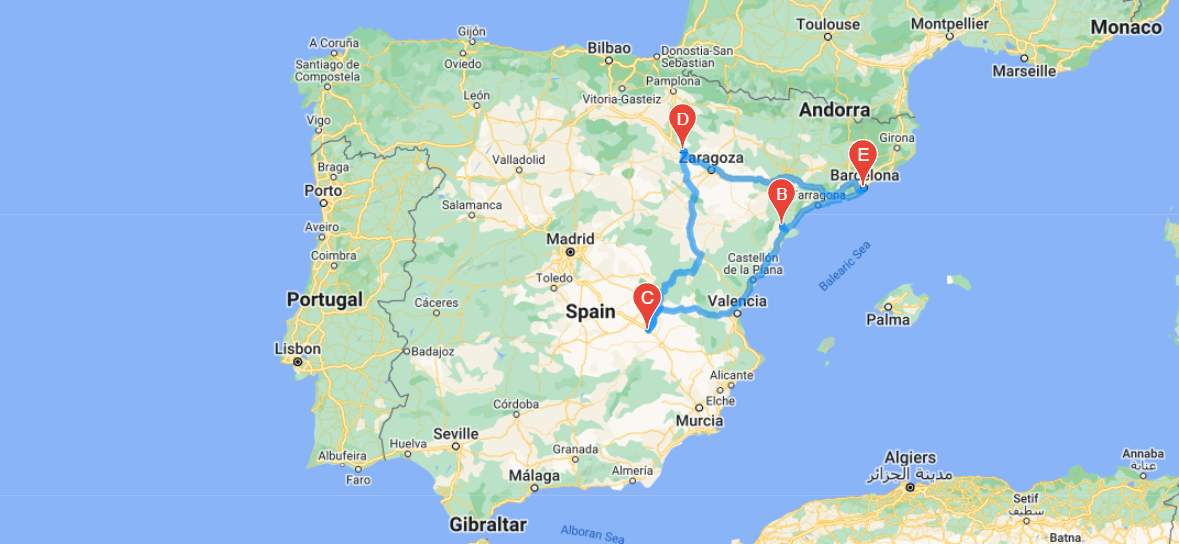 Toulouse
Montpellier
Monaco
Marseille
Gijón
A Coruña
Oviedo
Bilbao
Donostia-San
Sebastian
Santiago de
Compostela
Pamplona
León
Vitoria-Gasteiz
Andorra
Vigo
D
Girona
Valladolid
Zaragoza
E
Barcelona
Braga
Porto
B
Tarragona
Salamanca
Aveiro
Madrid
Coimbra
Castellón
de la Plana
Balearic Sea
Toledo
Portugal
Cáceres
C
Valencia
Spain
Palma
Lisbon
Badajoz
Alicante
Elche
Córdoba
Murcia
Seville
Huelva
Albufeira
Faro
Granada
Almería
Málaga
Algiers
مدينة الجزائر
Annaba
عنابة
Setif
سطيف
Gibraltar
Alboran Sea
Batna